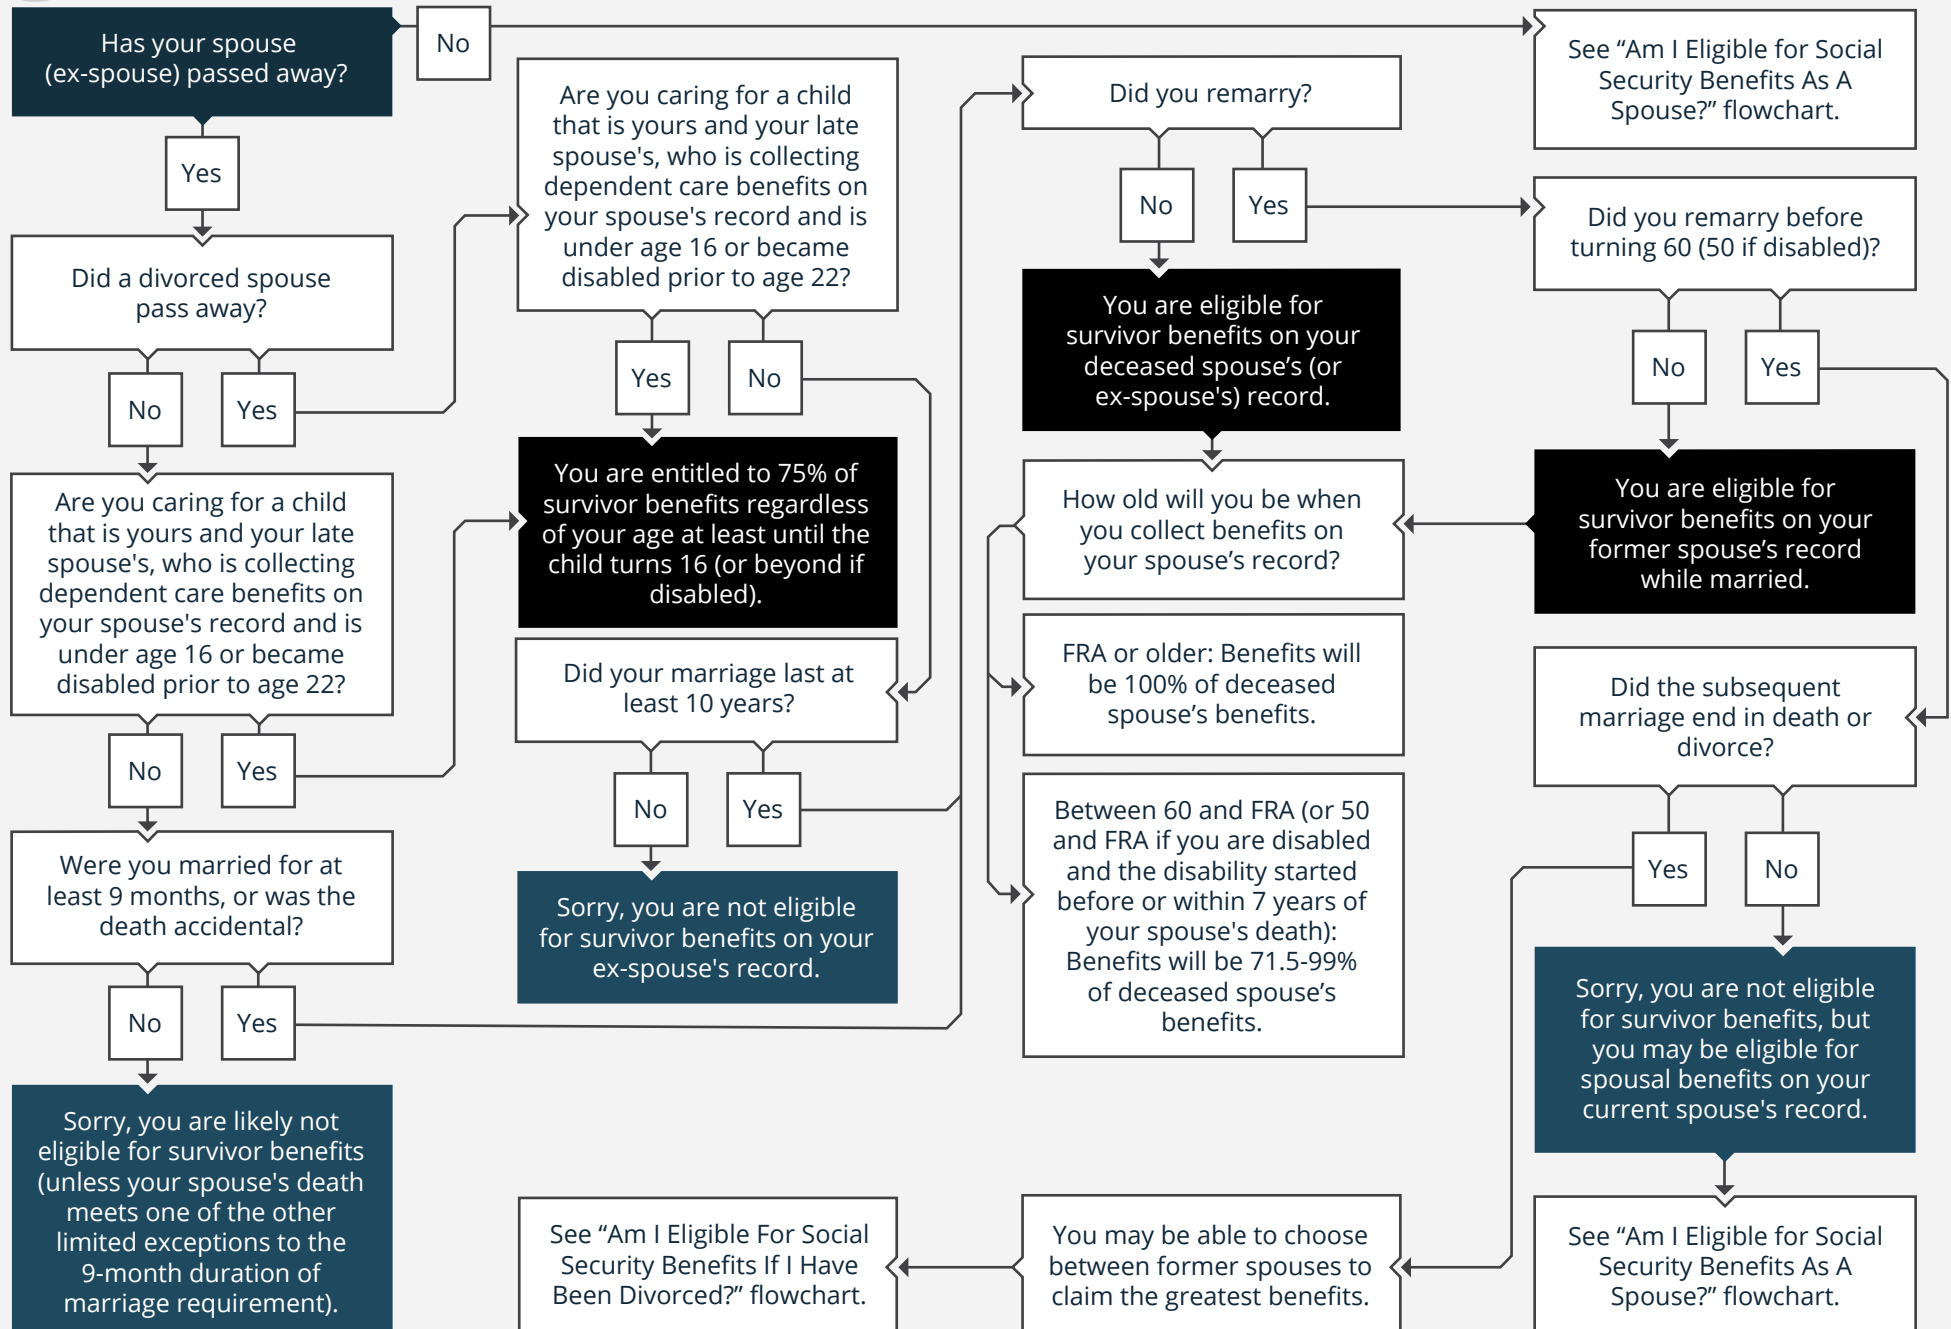 Has your spouse
(ex-spouse) passed away?
No
Yes
Did a divorced spouse
pass away?
No
Yes
Are you caring for a child
that is yours and your late
spouse's, who is collecting
dependent care benefits on
your spouse's record and is
under age 16 or became
disabled prior to age 22?
No
Yes
Were you married for at
least 9 months, or was the
death accidental?
No
Yes
Sorry, you are likely not
eligible for survivor benefits
(unless your spouse's death
meets one of the other
limited exceptions to the
9-month duration of
marriage requirement).
Are you caring for a child
that is yours and your late
spouse's, who is collecting
dependent care benefits on
your spouse's record and is
under age 16 or became
disabled prior to age 22?
Yes
No
You are entitled to 75% of
survivor benefits regardless
of your age at least until the
child turns 16 (or beyond if
disabled).
Did your marriage last at
least 10 years?
No
Yes
Sorry, you are not eligible
for survivor benefits on your
ex-spouse's record.
See “Am I Eligible For Social
Security Benefits If I Have
Been Divorced?” flowchart.
Did you remarry?
No
Yes
You are eligible for
survivor benefits on your
deceased spouse’s (or
ex-spouse's) record.
How old will you be when
you collect benefits on
your spouse’s record?
FRA or older: Benefits will
be 100% of deceased
spouse’s benefits.
Between 60 and FRA (or 50
and FRA if you are disabled
and the disability started
before or within 7 years of
your spouse's death):
Benefits will be 71.5-99%
of deceased spouse’s
benefits.
You may be able to choose
between former spouses to
claim the greatest benefits.
See “Am I Eligible for Social
Security Benefits As A
Spouse?” flowchart.
Did you remarry before
turning 60 (50 if disabled)?
No
Yes
You are eligible for
survivor benefits on your
former spouse’s record
while married.
Did the subsequent
marriage end in death or
divorce?
Yes
No
Sorry, you are not eligible
for survivor benefits, but
you may be eligible for
spousal benefits on your
current spouse's record.
See “Am I Eligible for Social
Security Benefits As A
Spouse?” flowchart.